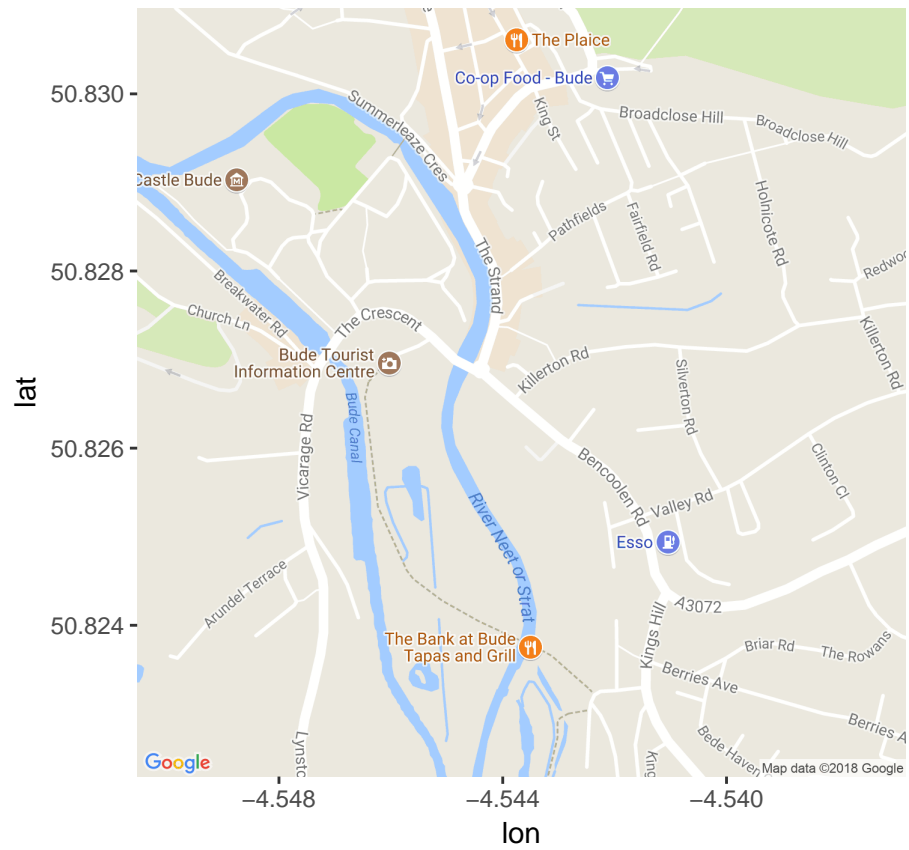 The Plaice
Co-op Food - Bude
50.830
Summerleaze Cres
King St
Broadclose Hill
Broadclose Hill
Castle Bude
Holnicote Rd
Pathfields
Fairfield Rd
The Strand
50.828
Redwoo
Breakwater Rd
Church Ln
The Crescent
Killerton Rd
Bude Tourist
Information Centre
Killerton Rd
Silverton Rd
lat
Bude Canal
50.826
Vicarage Rd
Bencoolen Rd
Clinton Cl
River Neet or Strat
Valley Rd
Esso
Arundel Terrace
A3072
50.824
The Bank at Bude
Tapas and Grill
Kings Hill
Briar Rd
The Rowans
Berries Ave
Berries A
Bede Haven
Lynsto
King
Google
Map data ©2018 Google
−4.548
−4.544
−4.540
lon